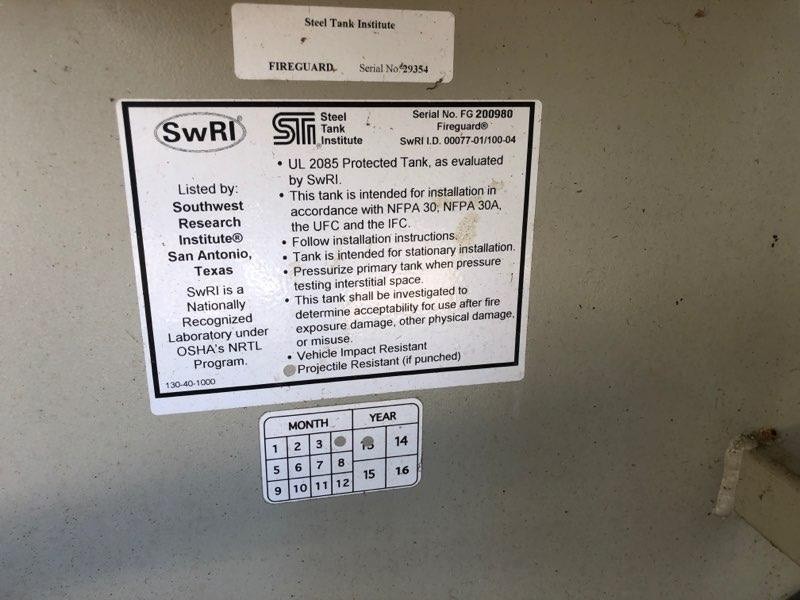 Steel Tank Institute
FIREGUARD Serial No. 29354
SwRI®
STi Steel
Tank
Institute
Serial No. FG 200980
Fireguard®
SwRI I.D. 00077-01/100-04
Listed by:
Southwest
Research
Institute®
San Antonio,
Texas
SwRI is a
Nationally
Recognized
Laboratory under
OSHA's NRTL
Program.
130-40-1000
• UL 2085 Protected Tank, as evaluated
by SwRI.
• This tank is intended for installation in
accordance with NFPA 30, NFPA 30A,
the UFC and the IFC.
• Follow installation instructions.
• Tank is intended for stationary installation.
• Pressurize primary tank when pressure
testing interstitial space.
• This tank shall be investigated to
determine acceptability for use after fire
exposure damage, other physical damage,
or misuse.
• Vehicle Impact Resistant
Projectile Resistant (if punched)
MONTH YEAR
1 2 3 13 14
5 6 7 8
9 10 11 12 15 16